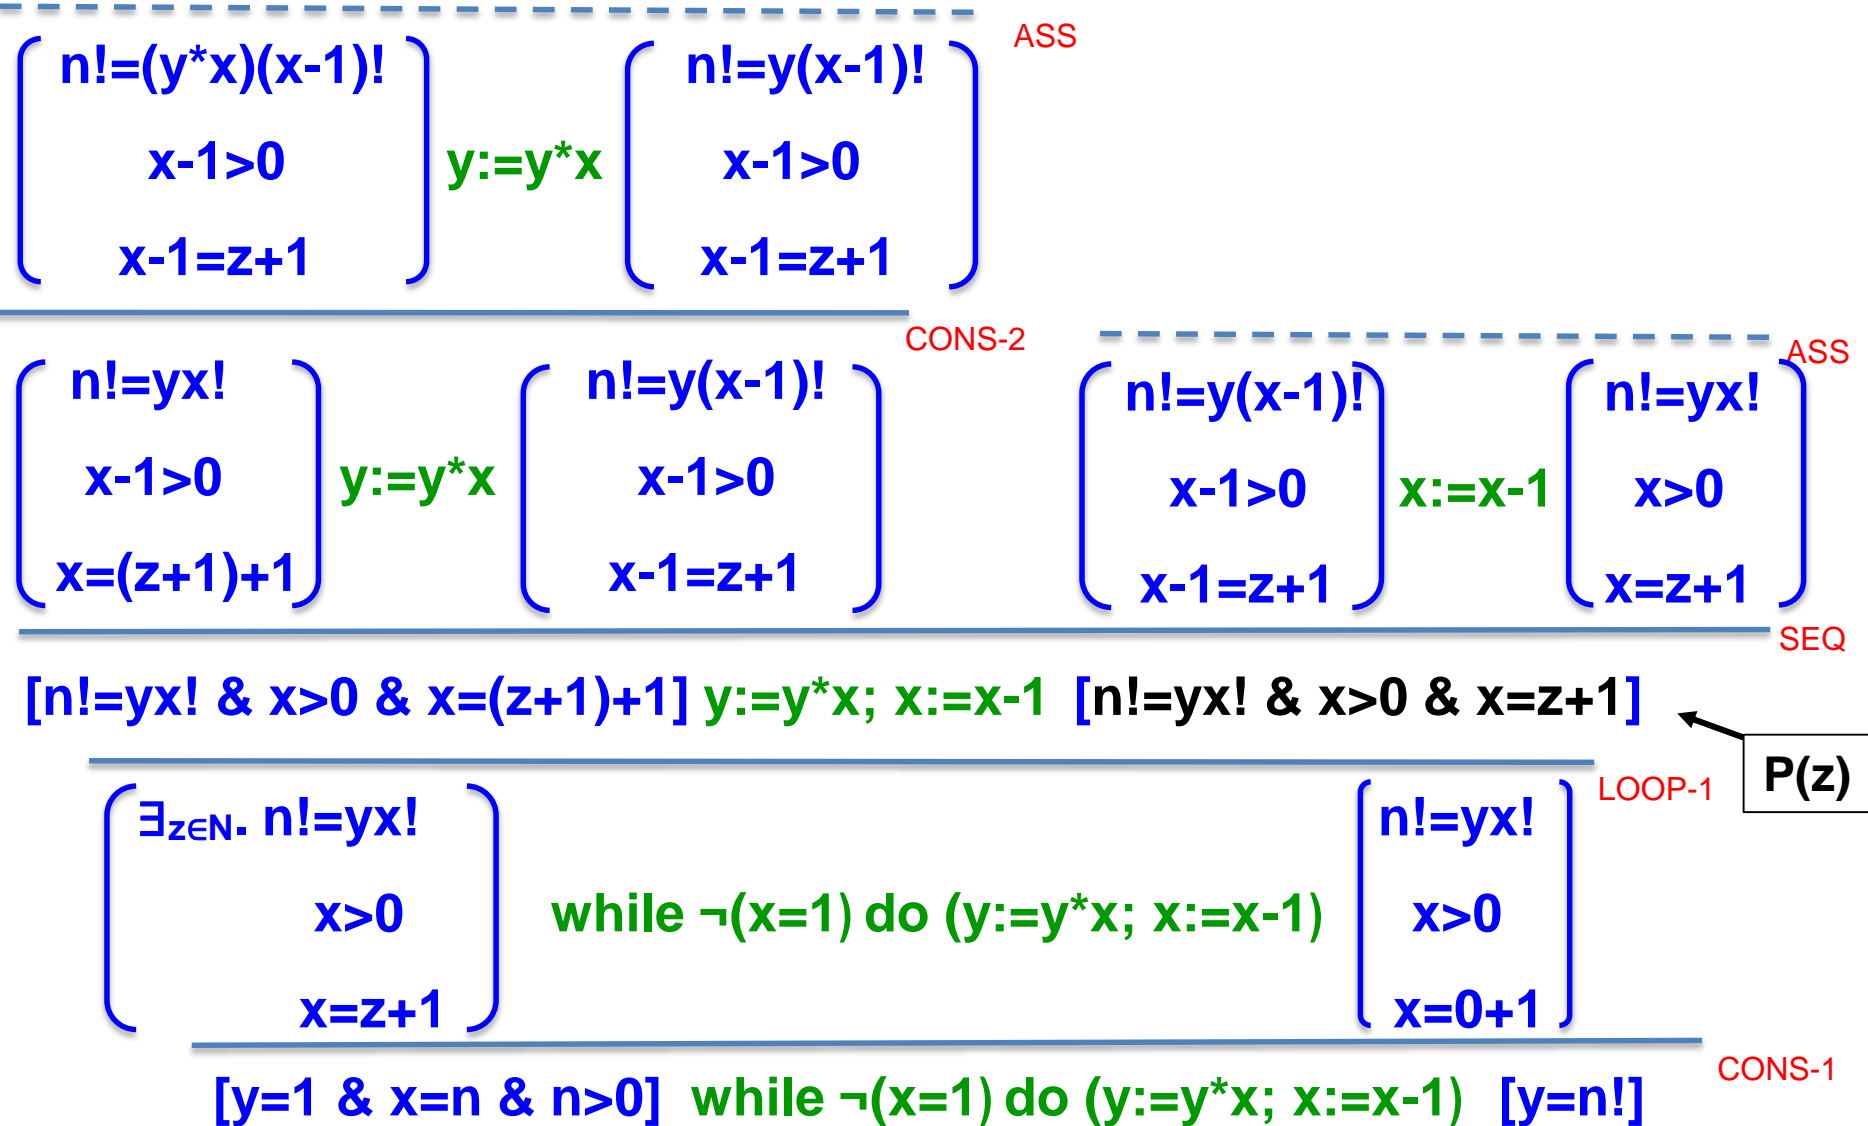 ASS
n!=(y*x)(x-1)! n!=y(x-1)!
x-1>0 y:=y*x x-1>0
x-1=z+1 x-1=z+1
CONS-2
ASS
n!=yx! n!=y(x-1)! n!=y(x-1)! n!=yx!
x-1>0 y:=y*x x-1>0 x-1>0 x:=x-1 x>0
x=(z+1)+1 x-1=z+1 x-1=z+1 x=z+1
SEQ
[n!=yx! & x>0 & x=(z+1)+1] y:=y*x; x:=x-1 [n!=yx! & x>0 & x=z+1]
P(z)
LOOP-1
∃z∈N. n!=yx! n!=yx!
x>0 while ¬(x=1) do (y:=y*x; x:=x-1) x>0
x=z+1 x=0+1
CONS-1
[y=1 & x=n & n>0] while ¬(x=1) do (y:=y*x; x:=x-1) [y=n!]